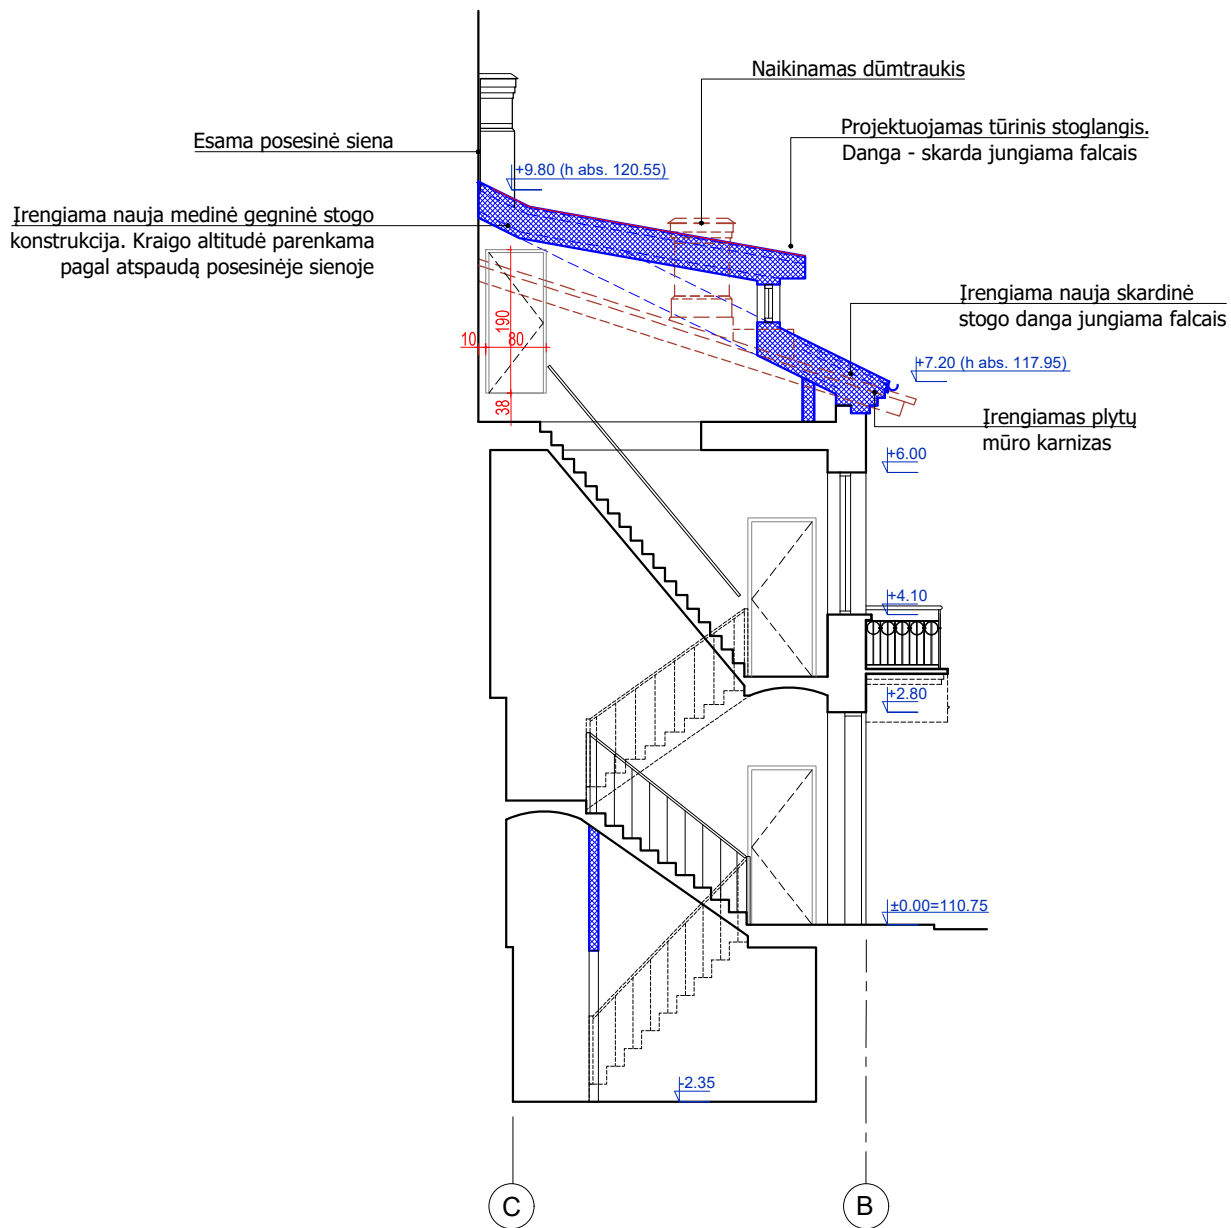 Naikinamas dūmtraukis
Projektuojamas tūrinis stoglangis.
Danga - skarda jungiama falcais
Esama posesinė siena
+9.80 (h abs. 120.55)
Įrengiama nauja medinė gegninė stogo
konstrukcija. Kraigo altitudė parenkama
pagal atspaudą posesinėje sienoje
Įrengiama nauja skardinė
stogo danga jungiama falcais
190
10
80
38
+7.20 (h abs. 117.95)
Įrengiamas plytų
mūro karnizas
+6.00
+4.10
+2.80
±0.00=110.75
-2.35
C
B